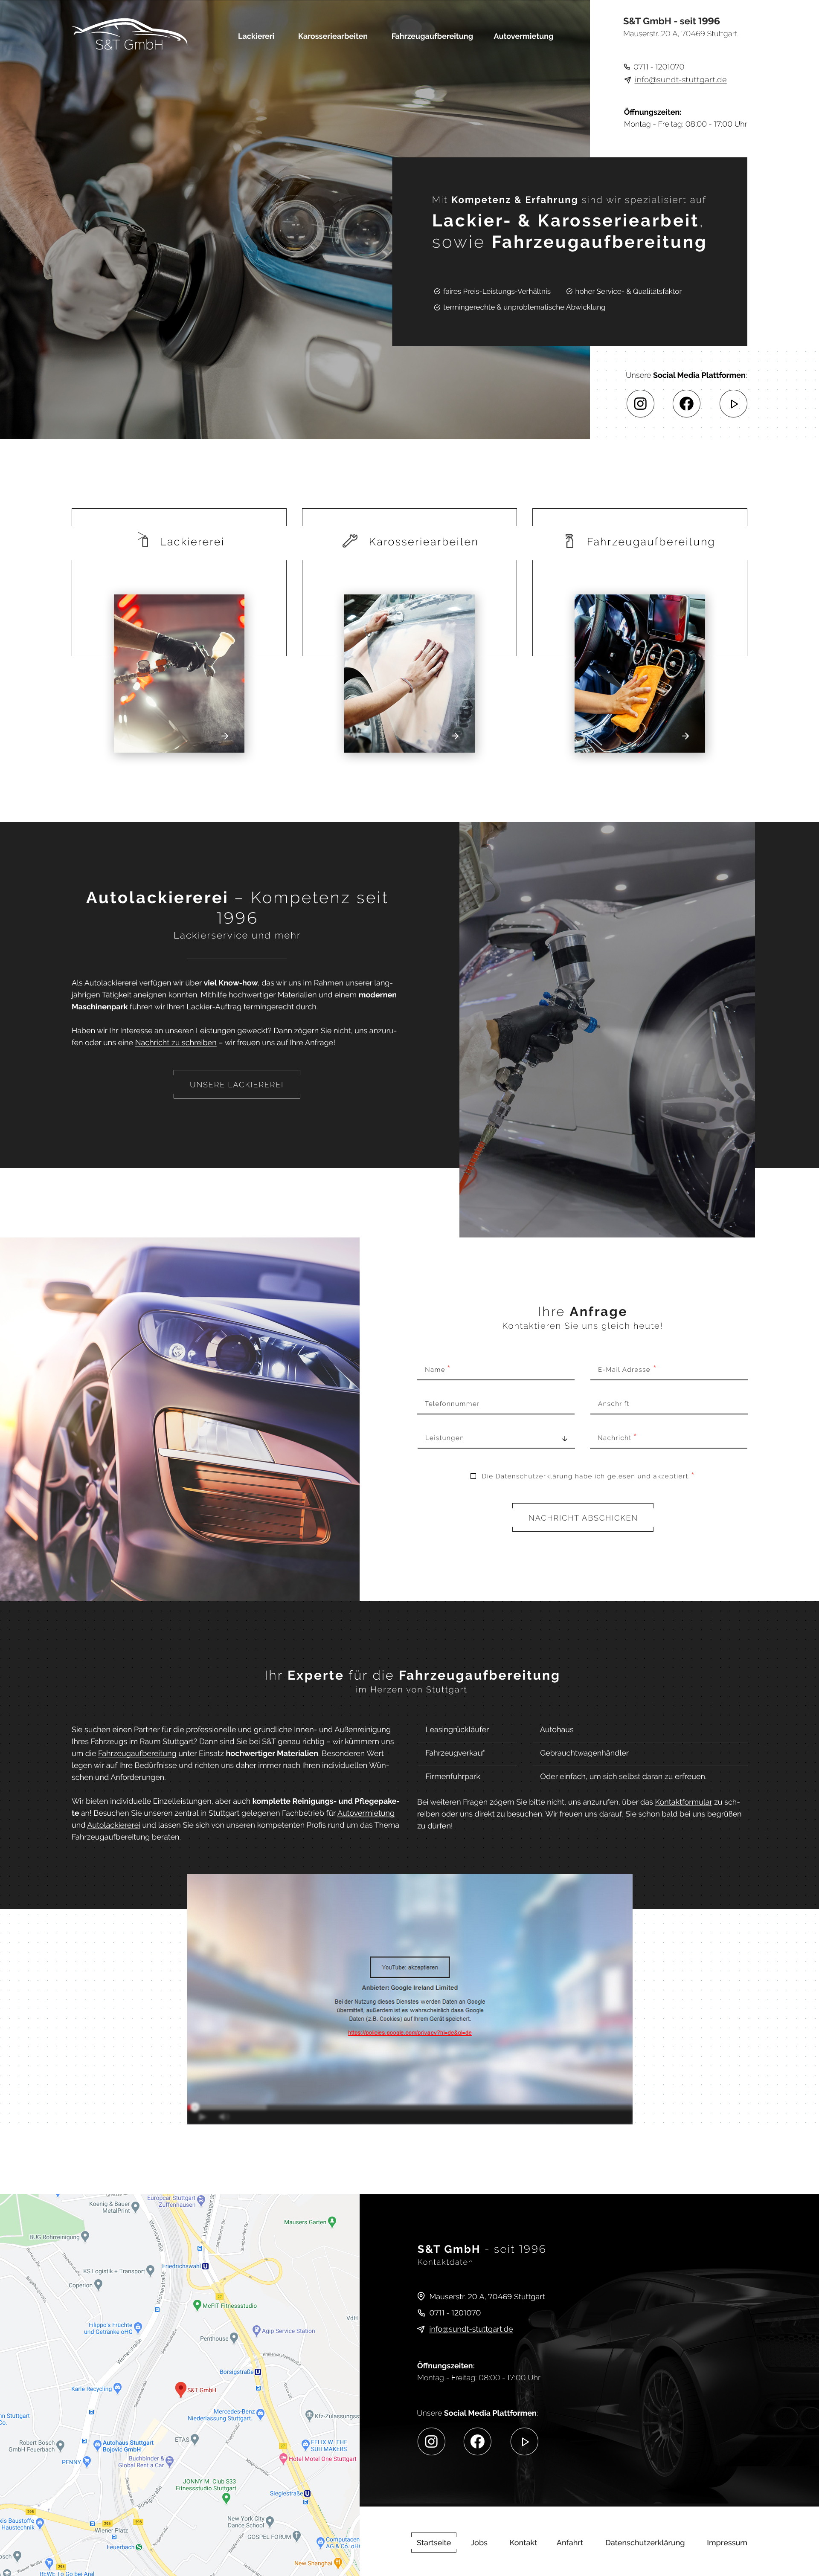 S&T GmbH
Lackiereri Karosseriearbeiten Fahrzeugaufbereitung Autovermietung
S&T GmbH - seit 1996
Mauserstr. 20 A, 70469 Stuttgart
0711 - 1201070
info@sundt-stuttgart.de
Öffnungszeiten:
Montag - Freitag: 08:00 - 17:00 Uhr
Mit Kompetenz & Erfahrung sind wir spezialisiert auf
Lackier- & Karosseriearbeit,
sowie Fahrzeugaufbereitung
faires Preis-Leistungs-Verhältnis hoher Service- & Qualitätsfaktor
termingerechte & unproblematische Abwicklung
Unsere Social Media Plattformen:
Lackiererei
Karosseriearbeiten
Fahrzeugaufbereitung
Autolackiererei – Kompetenz seit
1996
Lackierservice und mehr
Als Autolackiererei verfügen wir über viel Know-how, das wir uns im Rahmen unserer lang-
jährigen Tätigkeit aneignen konnten. Mithilfe hochwertiger Materialien und einem modernen
Maschinenpark führen wir Ihren Lackier-Auftrag termingerecht durch.
Haben wir Ihr Interesse an unseren Leistungen geweckt? Dann zögern Sie nicht, uns anzuru-
fen oder uns eine Nachricht zu schreiben – wir freuen uns auf Ihre Anfrage!
UNSERE LACKIEREREI
Ihre Anfrage
Kontaktieren Sie uns gleich heute!
Name * E-Mail Adresse *
Telefonnummer Anschrift
Leistungen Nachricht *
Die Datenschutzerklärung habe ich gelesen und akzeptiert. *
NACHRICHT ABSCHICKEN
Ihr Experte für die Fahrzeugaufbereitung
im Herzen von Stuttgart
Sie suchen einen Partner für die professionelle und gründliche Innen- und Außenreinigung
Ihres Fahrzeugs im Raum Stuttgart? Dann sind Sie bei S&T genau richtig – wir kümmern uns
um die Fahrzeugaufbereitung unter Einsatz hochwertiger Materialien. Besonderen Wert
legen wir auf Ihre Bedürfnisse und richten uns daher immer nach Ihren individuellen Wün-
schen und Anforderungen.
Wir bieten individuelle Einzelleistungen, aber auch komplette Reinigungs- und Pflegepake-
te an! Besuchen Sie unseren zentral in Stuttgart gelegenen Fachbetrieb für Autovermietung
und Autolackiererei und lassen Sie sich von unseren kompetenten Profis rund um das Thema
Fahrzeugaufbereitung beraten.
Leasingrückläufer Autohaus
Fahrzeugverkauf Gebrauchtwagenhändler
Firmenfuhrpark Oder einfach, um sich selbst daran zu erfreuen.
Bei weiteren Fragen zögern Sie bitte nicht, uns anzurufen, über das Kontaktformular zu sch-
reiben oder uns direkt zu besuchen. Wir freuen uns darauf, Sie schon bald bei uns begrüßen
zu dürfen!
YouTube: akzeptieren
Anbieter: Google Ireland Limited
Bei der Nutzung dieses Dienstes werden Daten an Google
übermittelt, außerdem ist es wahrscheinlich dass Google
Daten (z.B. Cookies) auf Ihrem Gerät speichert.
https://policies.google.com/privacy?hl=de&gl=de
Europcar Stuttgart
Zuffenhausen
Koenig & Bauer
MetalPrint
Mausers Garten
BUG Rohrreinigung
Friedrichswahl
KS Logistik + Transport
Coperion
McFIT Fitnessstudio
Filippo's Früchte
und Getränke oHG
Agip Service Station
VdH
Penthouse
Borsigstraße
Karle Recycling
S&T GmbH
Mercedes-Benz
Niederlassung Stuttgart...
Kfz-Zulassungss
Robert Bosch
GmbH Feuerbach
Autohaus Stuttgart
Bojovic GmbH
ETAS
FELIX W. THE
SUITMAKERS
PENNY
Buchbinder &
Global Rent a Car
Hotel Motel One Stuttgart
JONNY M. Club S33
Fitnessstudio Stuttgart
Sieglestraße
New York City
Dance School
Wiener Platz
GOSPEL FORUM
Feuerbach
Computacen
AG & Co. oH
New Shanghai
REWE To Go bei Aral
S&T GmbH - seit 1996
Kontaktdaten
Mauserstr. 20 A, 70469 Stuttgart
0711 - 1201070
info@sundt-stuttgart.de
Öffnungszeiten:
Montag - Freitag: 08:00 - 17:00 Uhr
Unsere Social Media Plattformen:
Startseite Jobs Kontakt Anfahrt Datenschutzerklärung Impressum